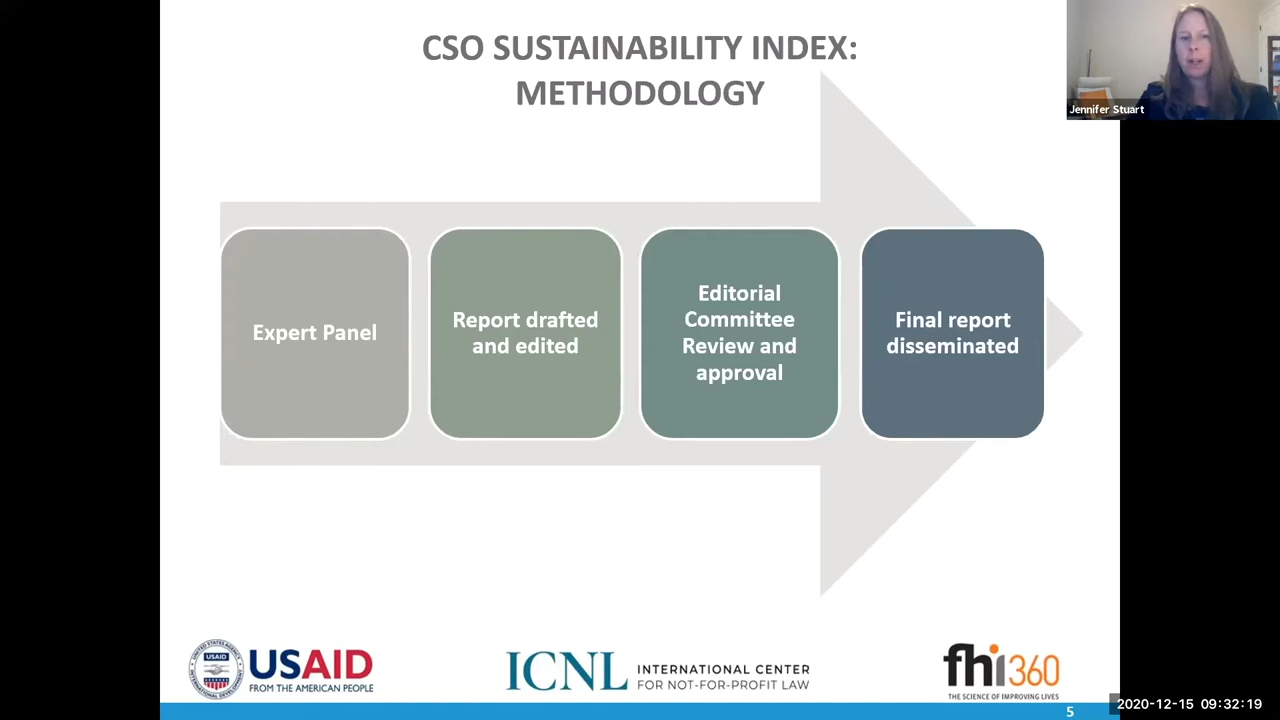 CSO SUSTAINABILITY INDEX:
METHODOLOGY
Jennifer Stuart
Expert Panel
Report drafted
and edited
Editorial
Committee
Review and
approval
Final report
disseminated
USAID
FROM THE AMERICAN PEOPLE
ICNL
INTERNATIONAL CENTER
FOR NOT-FOR-PROFIT LAW
fhi360
THE SCIENCE OF IMPROVING LIVES
5
2020-12-15 09:32:19